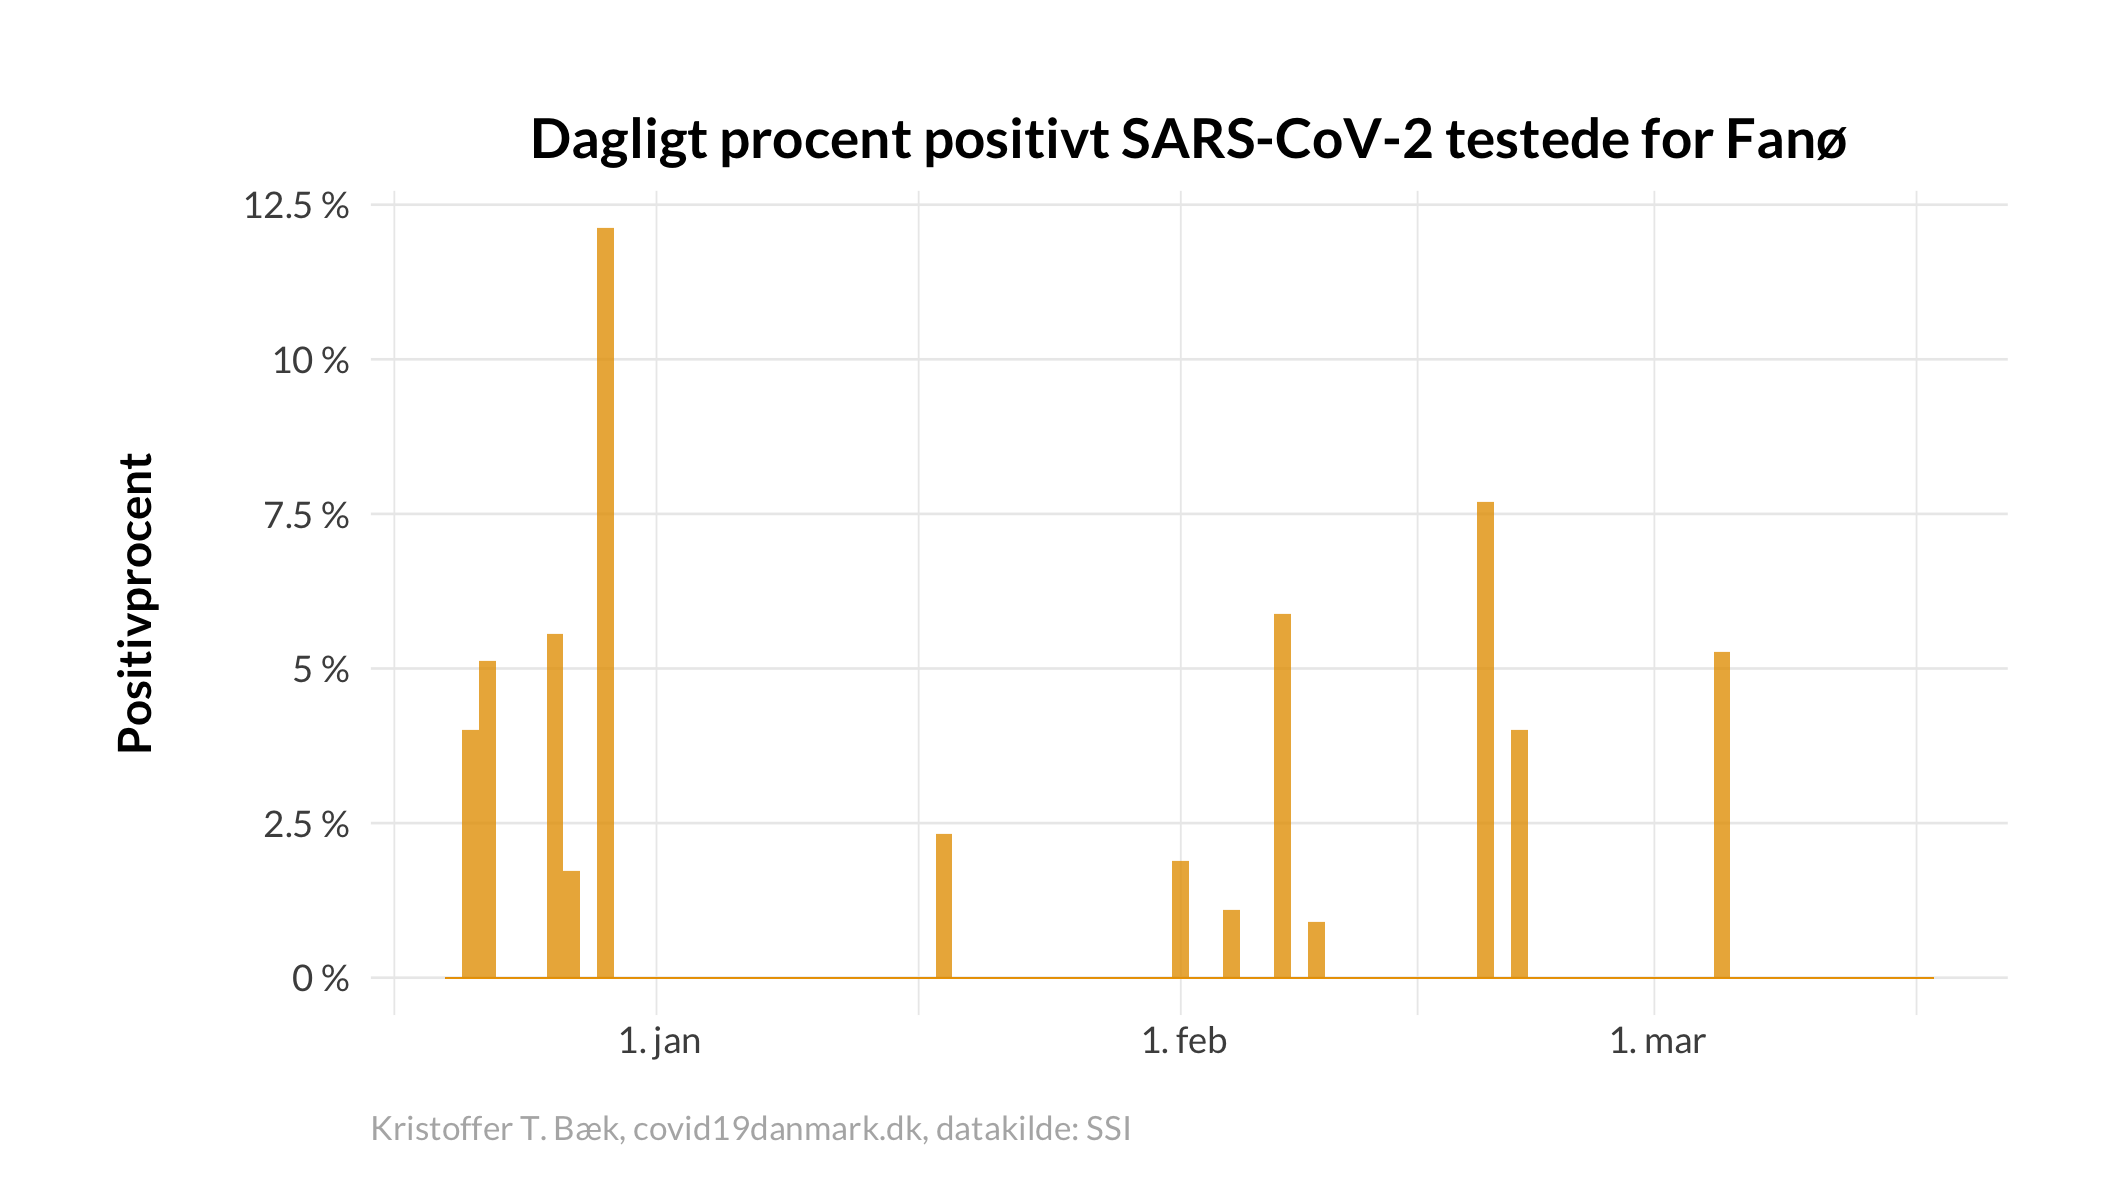 Dagligt procent positivt SARS-CoV-2 testede for Fanø
12.5 %
10 %
7.5 %
5 %
2.5 %
0 %
Positivprocent
1. jan
1. feb
1. mar
Kristoffer T. Bæk, covid19danmark.dk, datakilde: SSI